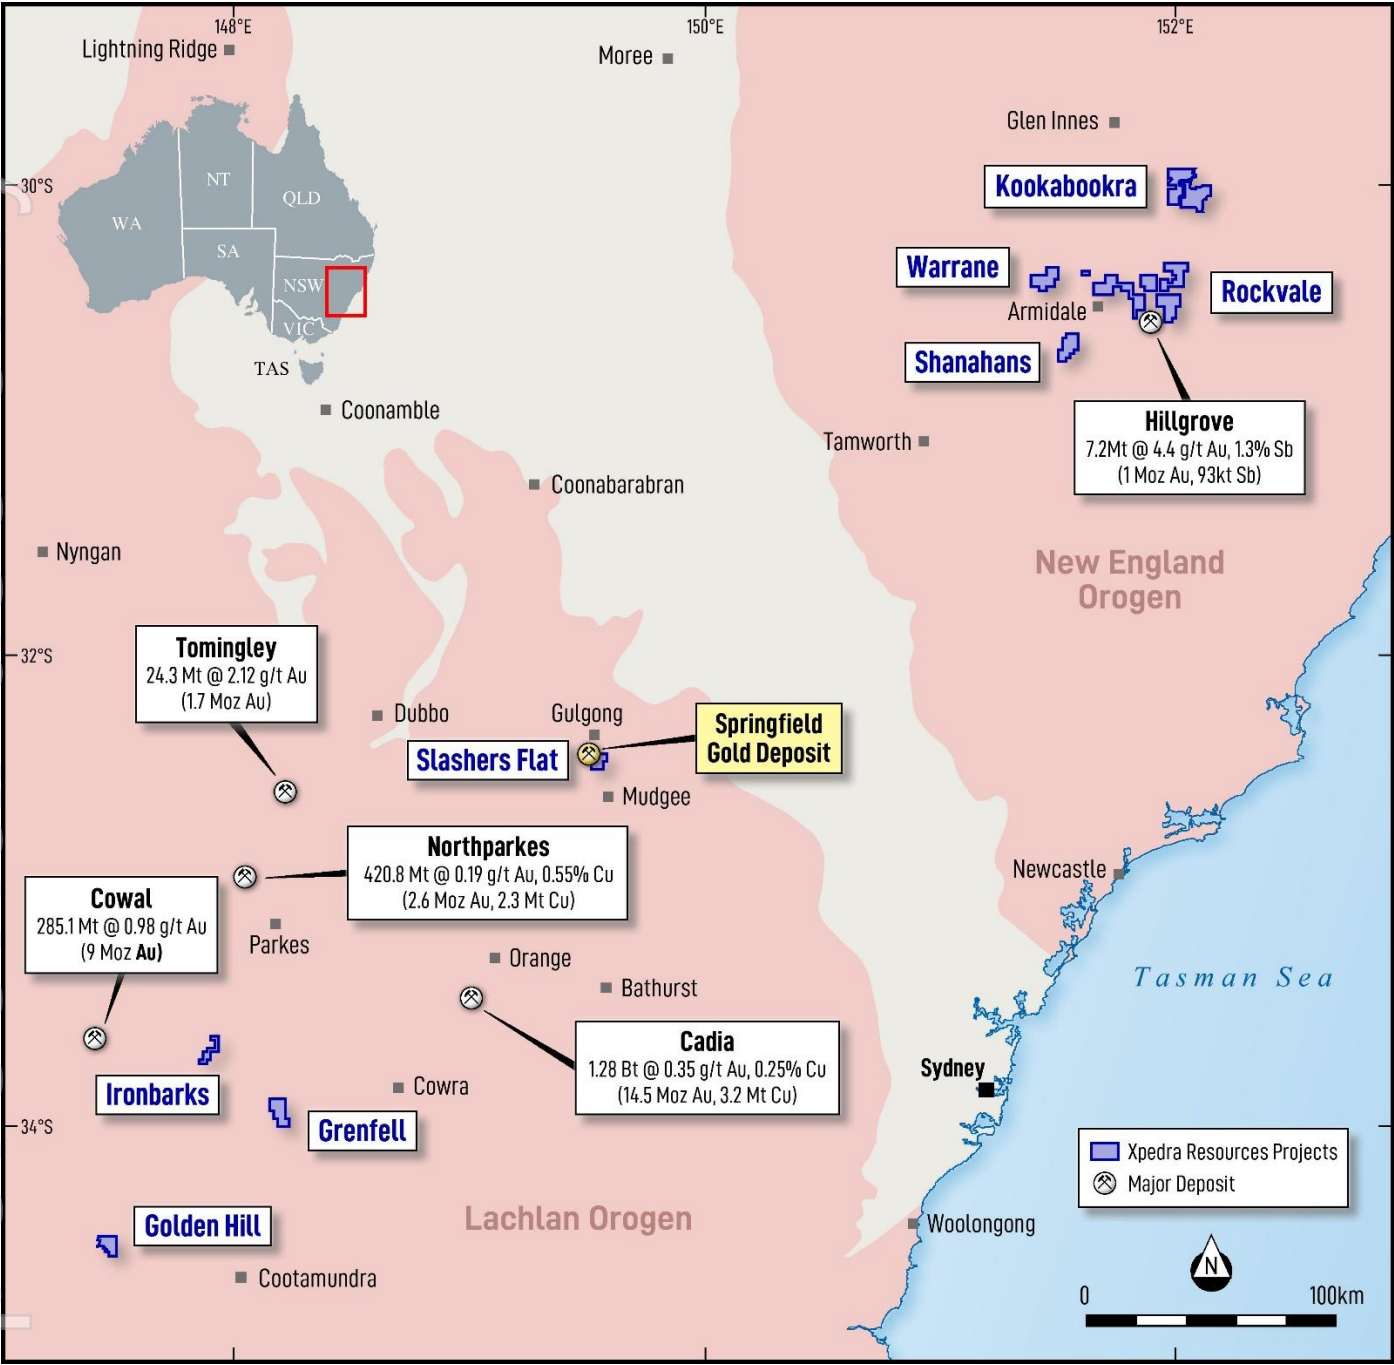 148°E
150°E
152°E
Lightning Ridge
Moree
Glen Innes
30°S
Kookabookra
NT
QLD
WA
SA
NSW
VIC
TAS
Warrane
Rockvale
Armidale
Shanahans
Hillgrove
7.2Mt @ 4.4 g/t Au, 1.3% Sb
(1 Moz Au, 93kt Sb)
Coonamble
Tamworth
Coonabarabran
Nyngan
New England
Orogen
32°S
Tomingley
24.3 Mt @ 2.12 g/t Au
(1.7 Moz Au)
Dubbo
Gulgong
Springfield
Gold Deposit
Slashers Flat
Mudgee
Northparkes
420.8 Mt @ 0.19 g/t Au, 0.55% Cu
(2.6 Moz Au, 2.3 Mt Cu)
Newcastle
Cowal
285.1 Mt @ 0.98 g/t Au
(9 Moz Au)
Parkes
Orange
Bathurst
Tasman Sea
Cadia
1.28 Bt @ 0.35 g/t Au, 0.25% Cu
(14.5 Moz Au, 3.2 Mt Cu)
Sydney
Ironbarks
Cowra
Grenfell
34°S
Xpedra Resources Projects
Major Deposit
Golden Hill
Lachlan Orogen
Woolongong
Cootamundra
N
0
100km